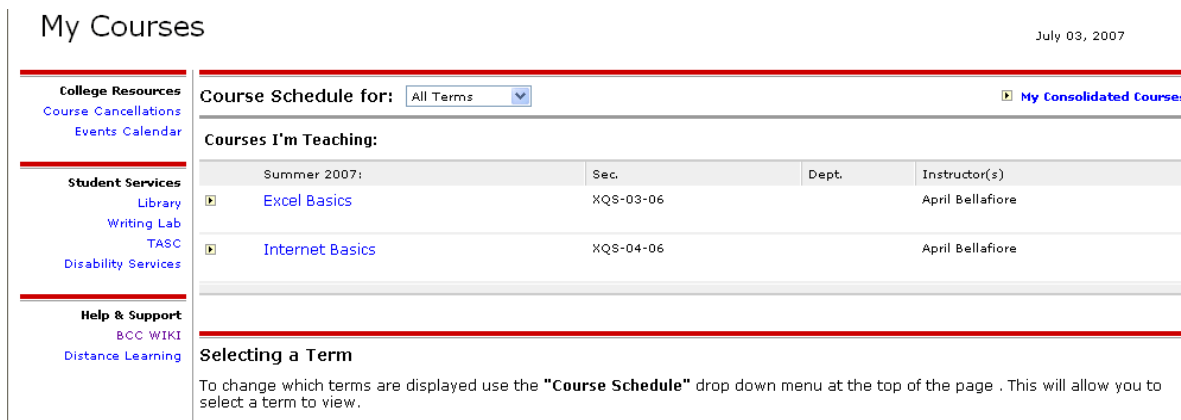 My Courses
July 03, 2007
College Resources
Course Cancellations
Events Calendar
Student Services
Library
Writing Lab
TASC
Disability Services
Help & Support
BCC WIKI
Distance Learning
Course Schedule for: All Terms
My Consolidated Courses
Courses I'm Teaching:
Summer 2007: Sec. Dept. Instructor(s)
Excel Basics XQS-03-06 April Bellafiore
Internet Basics XQS-04-06 April Bellafiore
Selecting a Term
To change which terms are displayed use the "Course Schedule" drop down menu at the top of the page . This will allow you to
select a term to view.